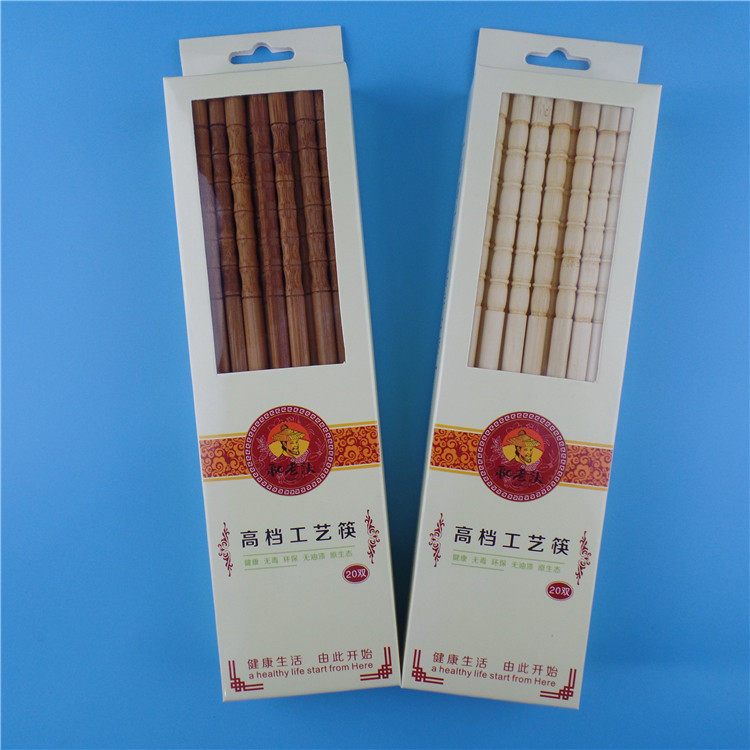 高档工艺筷
健康 无毒 环保 无油漆 原生态
20双
健康生活 由此开始
a healthy life start from Here
高档工艺筷
健康 无毒 环保 无油漆 原生态
20双
健康生活 由此开始
a healthy life start from Here